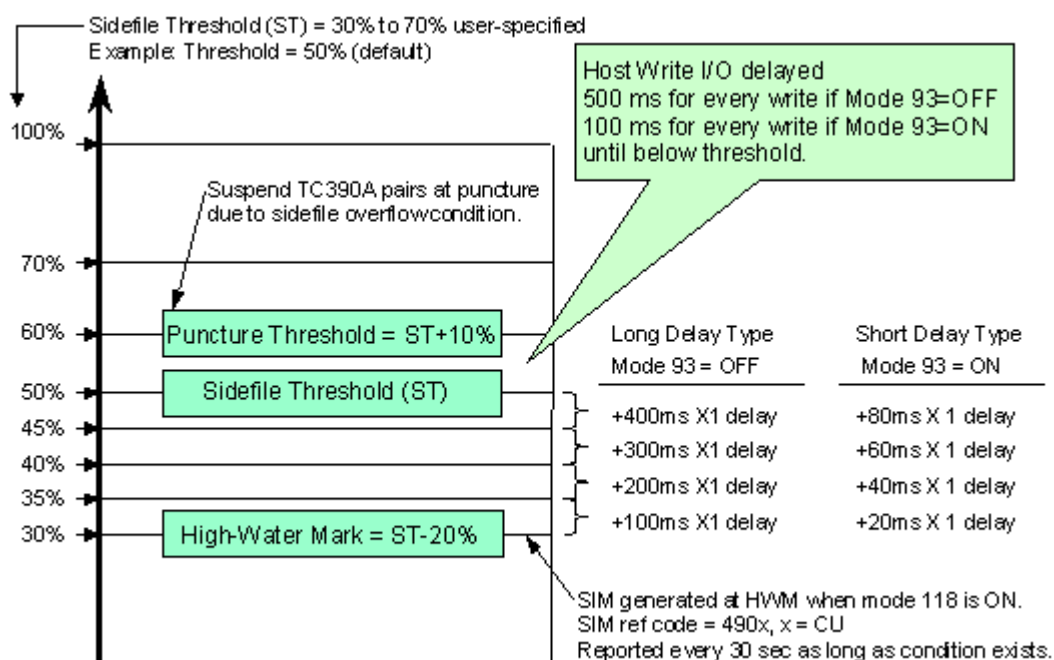 Sidefile Threshold (ST) = 30% to 70% user-specified
Example: Threshold = 50% (default)
Host Write I/O delayed
500 ms for every write if Mode 93=OFF
100 ms for every write if Mode 93=ON
until below threshold.
100%
Suspend TC390A pairs at puncture
due to sidefile overflowcondition.
70%
60%
Puncture Threshold = ST+10%
Long Delay Type
Mode 93 = OFF
Short Delay Type
Mode 93 = ON
50%
Sidefile Threshold (ST)
+400ms X1 delay
+80ms X 1 delay
45%
+300ms X1 delay
+60ms X 1 delay
40%
+200ms X1 delay
+40ms X 1 delay
35%
+100ms X1 delay
+20ms X 1 delay
30%
High-Water Mark = ST-20%
SIM generated at HWM when mode 118 is ON.
SIM ref code = 490x, x = CU
Reported every 30 sec as long as condition exists.